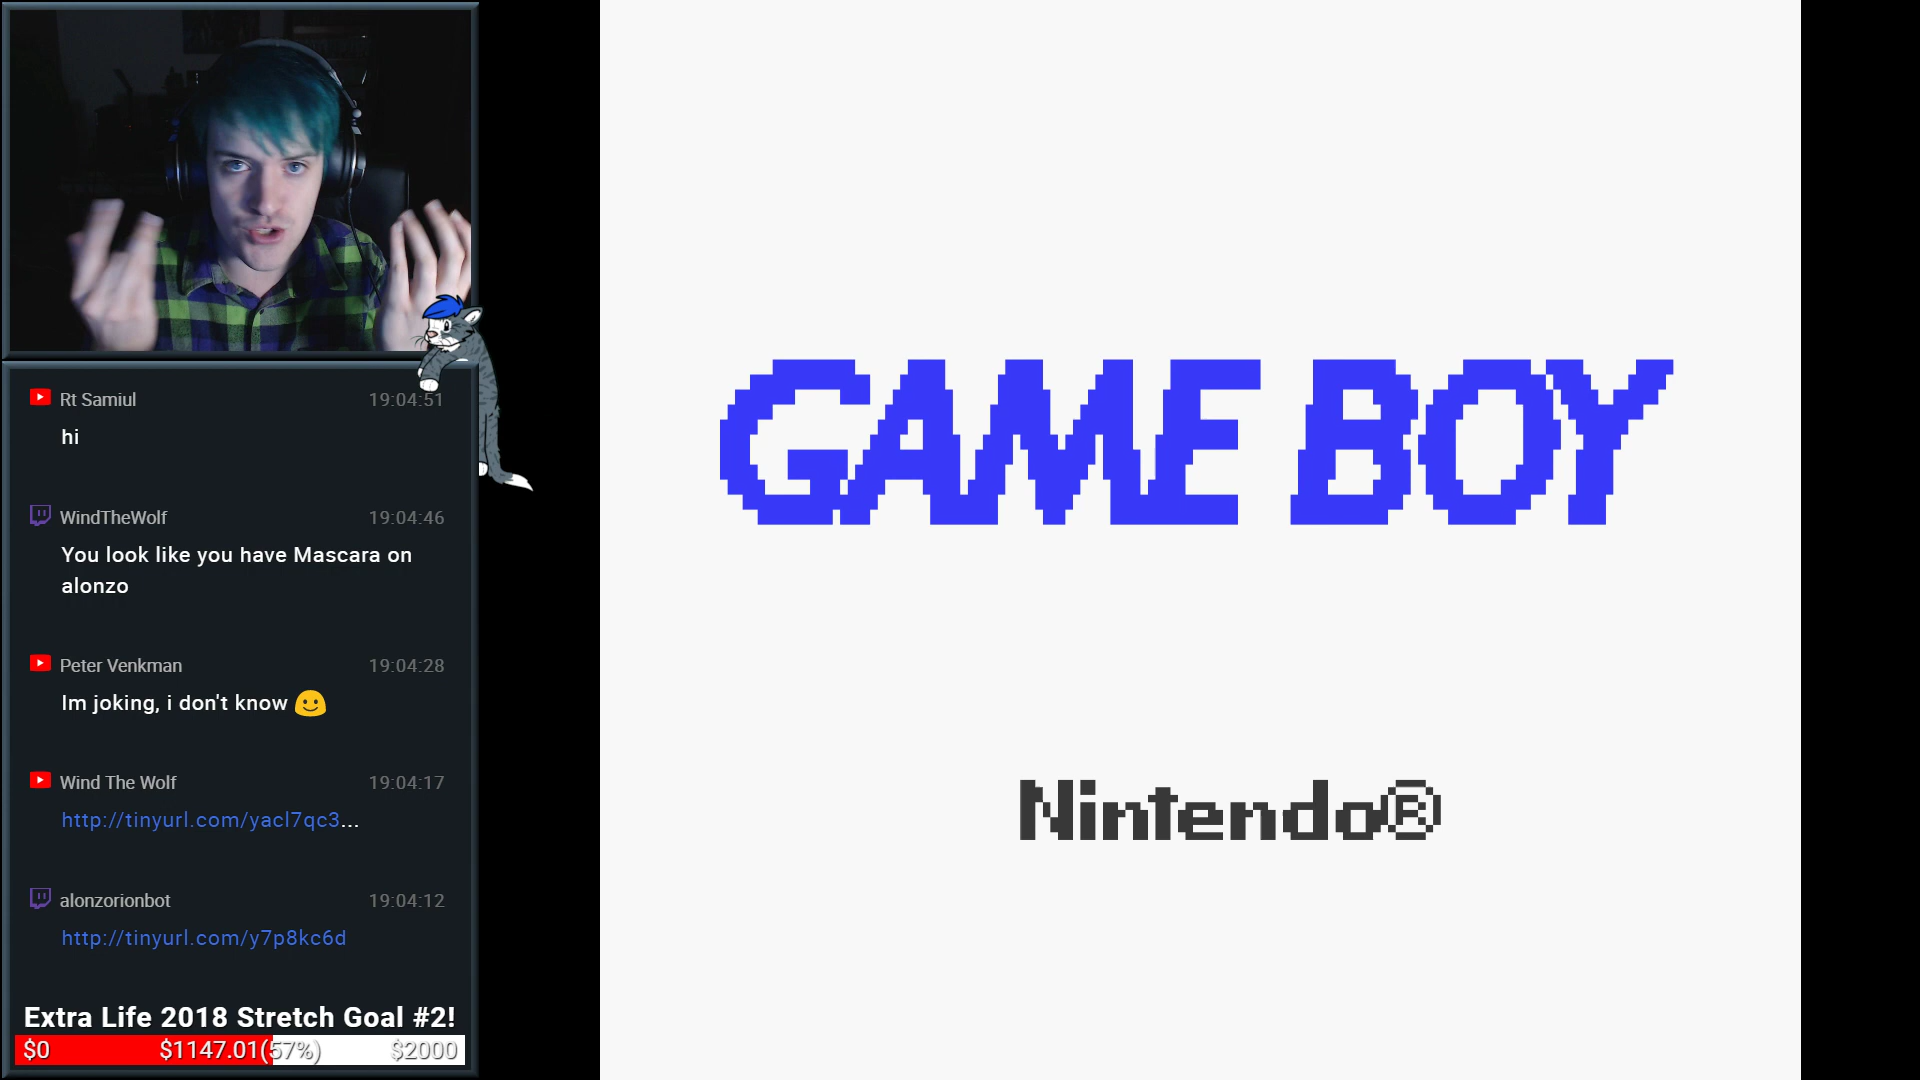 Rt Samiul 19:04:51
hi
WindTheWolf 19:04:46
You look like you have Mascara on
alonzo
Peter Venkman 19:04:28
Im joking, i don't know
Wind The Wolf 19:04:17
http://tinyurl.com/yacl7qc3...
alonzorionbot 19:04:12
http://tinyurl.com/y7p8kc6d
Extra Life 2018 Stretch Goal #2!
$0 $1147.01(57%) $2000
GAME BOY
Nintendo®